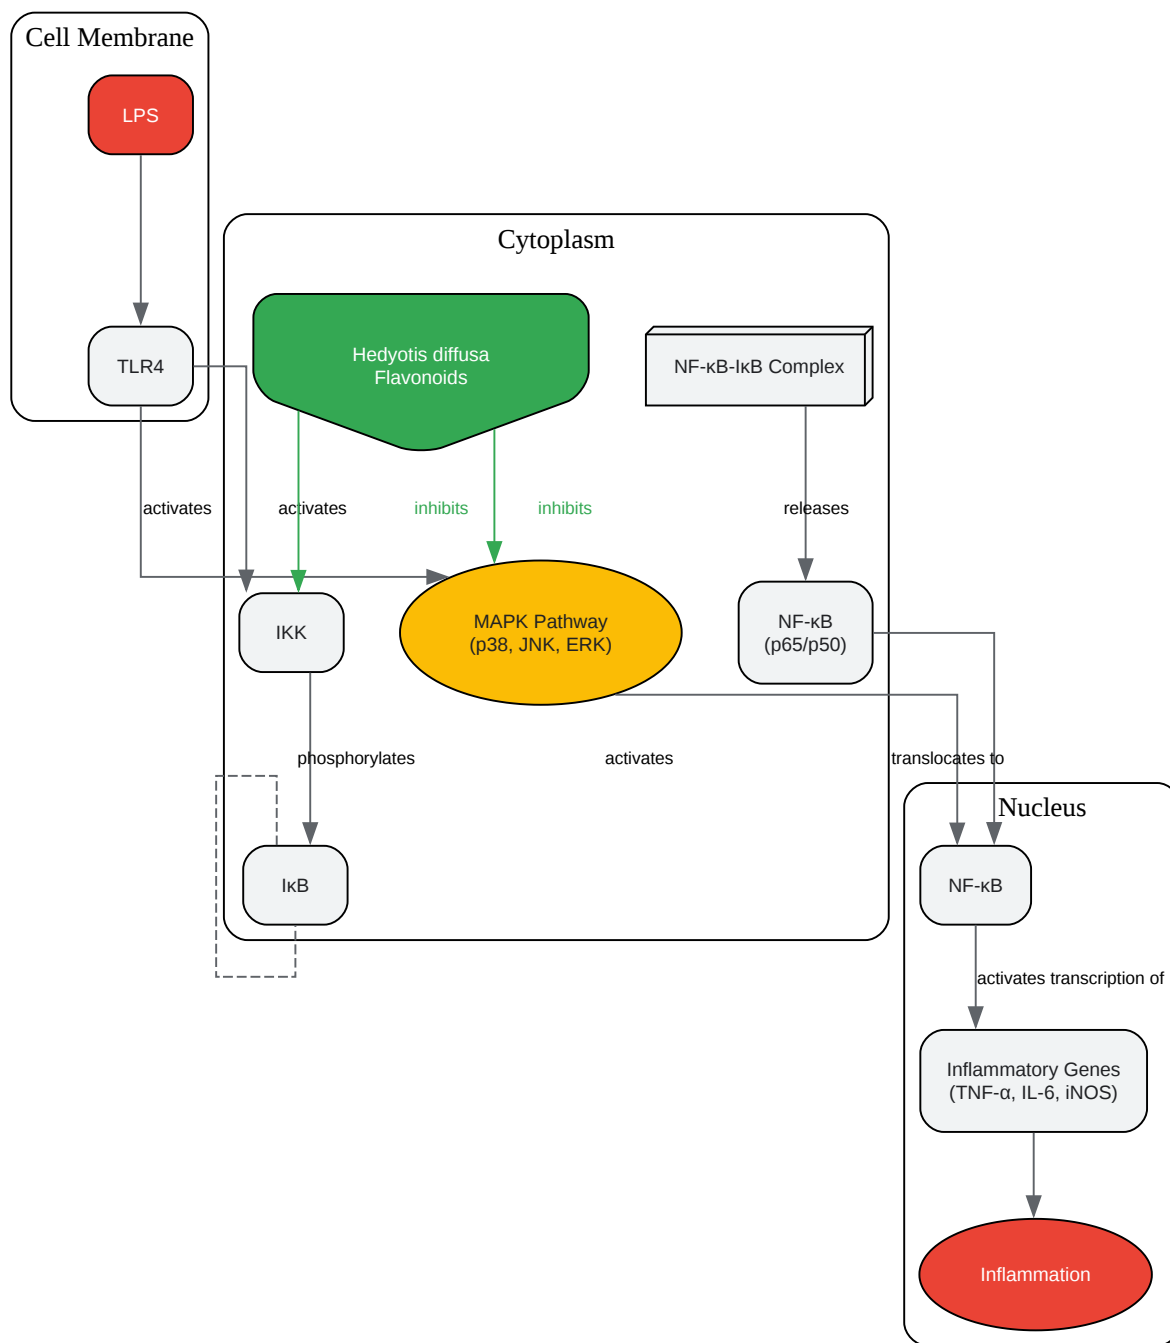 Cell Membrane
LPS
Cytoplasm
TLR4
Hedyotis diffusa
Flavonoids
NF-κB-IκB Complex
activates
activates
inhibits
inhibits
releases
IKK
MAPK Pathway
(p38, JNK, ERK)
NF-κB
(p65/p50)
phosphorylates
activates
translocates to
Nucleus
IκB
NF-κB
activates transcription of
Inflammatory Genes
(TNF-α, IL-6, iNOS)
Inflammation